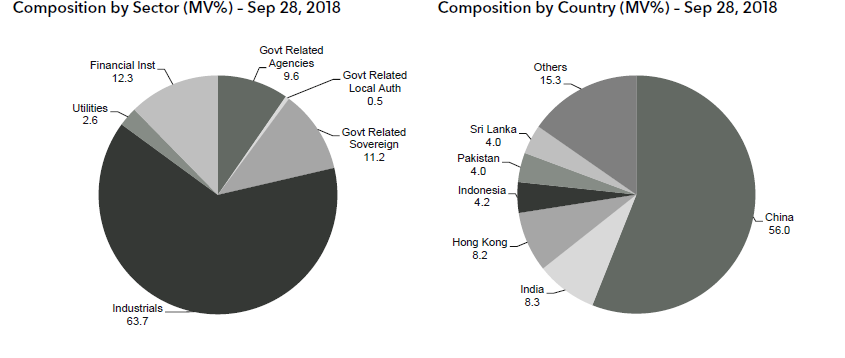 Composition by Sector (MV%) – Sep 28, 2018
Govt Related
Agencies
9.6
Govt Related
Local Auth
0.5
Govt Related
Sovereign
11.2
Industrials
63.7
Utilities
2.6
Financial Inst
12.3
Composition by Country (MV%) – Sep 28, 2018
China
56.0
India
8.3
Hong Kong
8.2
Indonesia
4.2
Pakistan
4.0
Sri Lanka
4.0
Others
15.3